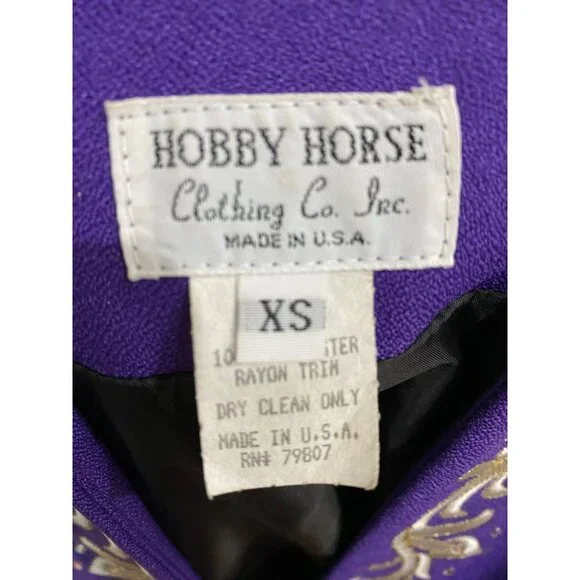 HOBBY HORSE
Clothing Co. Inc.
MADE IN U.S.A.
XS
RAYON TRIM
DRY CLEAN ONLY
MADE IN U.S.A.
RN# 79807